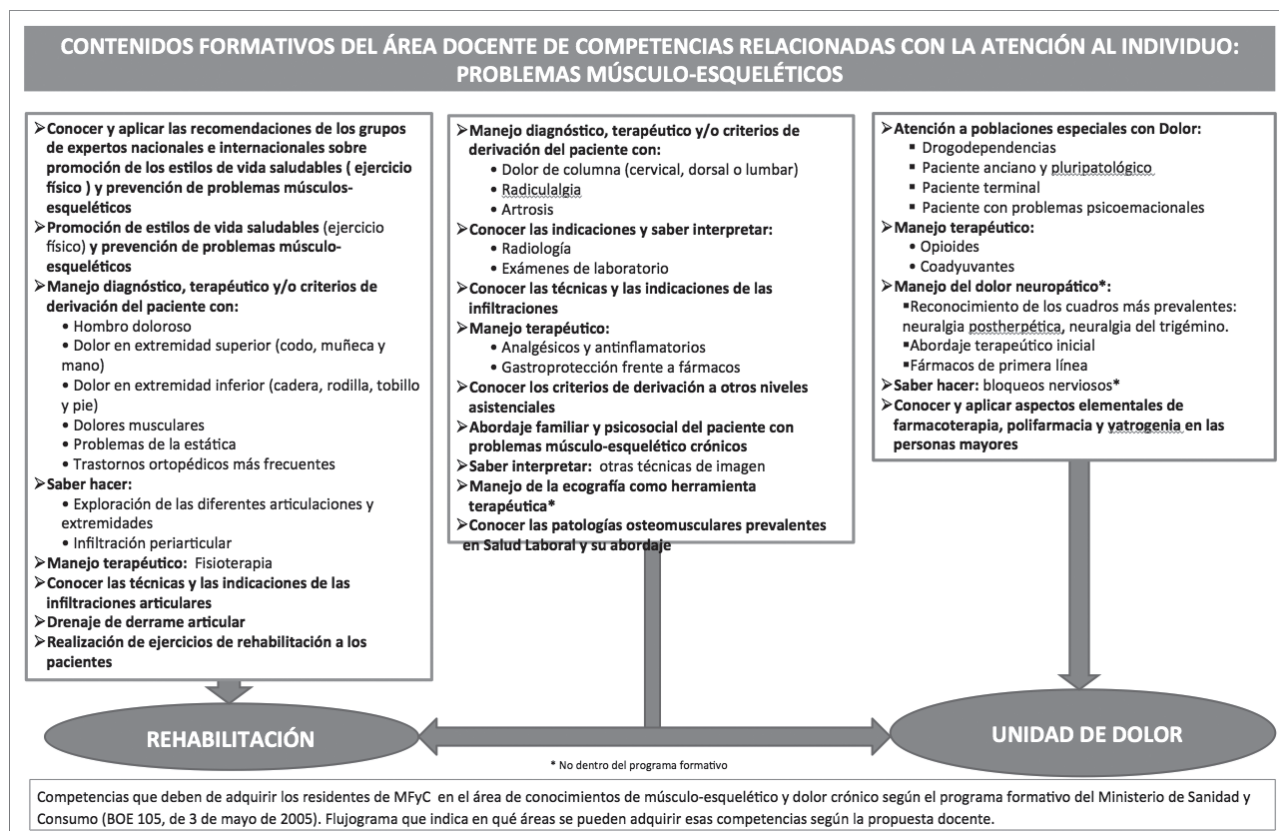 CONTENIDOS FORMATIVOS DEL ÁREA DOCENTE DE COMPETENCIAS RELACIONADAS CON LA ATENCIÓN AL INDIVIDUO:
PROBLEMAS MÚSCULO-ESQUELÉTICOS
➢Conocer y aplicar las recomendaciones de los grupos
de expertos nacionales e internacionales sobre
promoción de los estilos de vida saludables ( ejercicio
físico ) y prevención de problemas músculos-
esqueléticos
➢Promoción de estilos de vida saludables (ejercicio
físico) y prevención de problemas músculo-
esqueléticos
➢Manejo diagnóstico, terapéutico y/o criterios de
derivación del paciente con:
• Hombro doloroso
• Dolor en extremidad superior (codo, muñeca y
mano)
• Dolor en extremidad inferior (cadera, rodilla, tobillo
y pie)
• Dolores musculares
• Problemas de la estática
• Trastornos ortopédicos más frecuentes
➢Saber hacer:
• Exploración de las diferentes articulaciones y
extremidades
• Infiltración periarticular
➢Manejo terapéutico: Fisioterapia
➢Conocer las técnicas y las indicaciones de las
infiltraciones articulares
➢Drenaje de derrame articular
➢Realización de ejercicios de rehabilitación a los
pacientes
➢Manejo diagnóstico, terapéutico y/o criterios de
derivación del paciente con:
• Dolor de columna (cervical, dorsal o lumbar)
• Radiculalgia
• Artrosis
➢Conocer las indicaciones y saber interpretar:
• Radiología
• Exámenes de laboratorio
➢Conocer las técnicas y las indicaciones de las
infiltraciones
➢Manejo terapéutico:
• Analgésicos y antinflamatorios
• Gastroprotección frente a fármacos
➢Conocer los criterios de derivación a otros niveles
asistenciales
➢Abordaje familiar y psicosocial del paciente con
problemas músculo-esquelético crónicos
➢Saber interpretar: otras técnicas de imagen
➢Manejo de la ecografía como herramienta
terapéutica*
➢Conocer las patologías osteomusculares prevalentes
en Salud Laboral y su abordaje
➢Atención a poblaciones especiales con Dolor:
▪ Drogodependencias
▪ Paciente anciano y pluripatológico
▪ Paciente terminal
▪ Paciente con problemas psicoemacionales
➢Manejo terapéutico:
• Opioides
• Coadyuvantes
➢Manejo del dolor neuropático*:
▪Reconocimiento de los cuadros más prevalentes:
neuralgia postherpética, neuralgia del trigémino.
▪Abordaje terapéutico inicial
▪Fármacos de primera línea
➢Saber hacer: bloqueos nerviosos*
➢Conocer y aplicar aspectos elementales de
farmacoterapia, polifarmacia y yatrogenia en las
personas mayores
REHABILITACIÓN
UNIDAD DE DOLOR
* No dentro del programa formativo
Competencias que deben de adquirir los residentes de MFyC en el área de conocimientos de músculo-esquelético y dolor crónico según el programa formativo del Ministerio de Sanidad y
Consumo (BOE 105, de 3 de mayo de 2005). Flujograma que indica en qué áreas se pueden adquirir esas competencias según la propuesta docente.